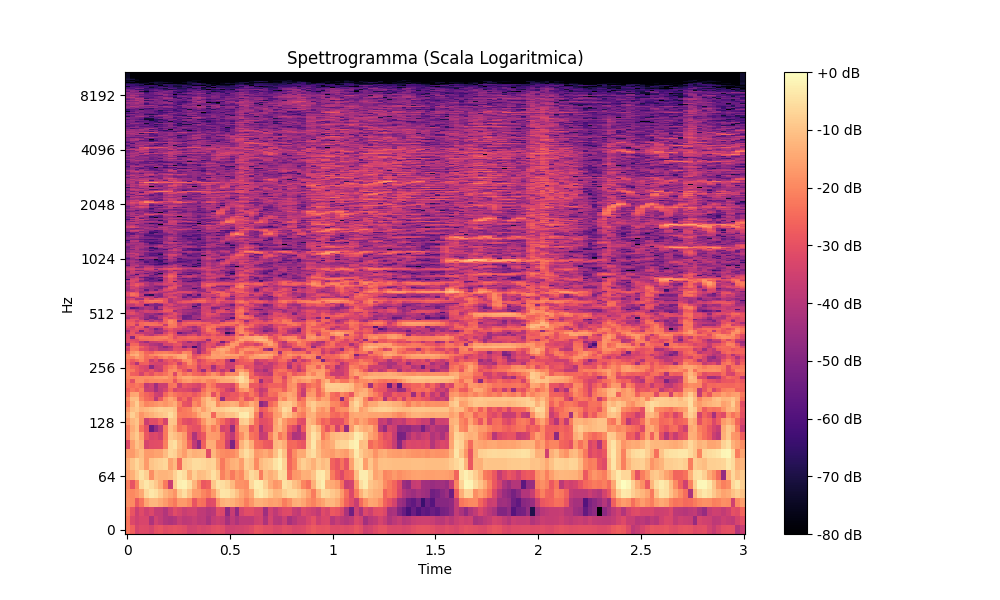 Spettrogramma (Scala Logaritmica)
Hz
8192
4096
2048
1024
512
256
128
64
0
0 0.5 1 1.5 2 2.5 3
Time
+0 dB
-10 dB
-20 dB
-30 dB
-40 dB
-50 dB
-60 dB
-70 dB
-80 dB